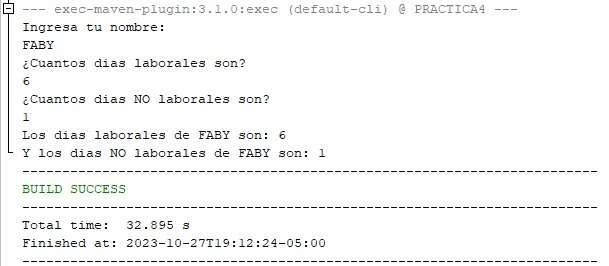 --- exec-maven-plugin:3.1.0:exec (default-cli) @ PRACTICA4 ---
Ingresa tu nombre:
FABY
¿Cuantos dias laborales son?
6
¿Cuantos dias NO laborales son?
1
Los dias laborales de FABY son: 6
Y los dias NO laborales de FABY son: 1
------------------------------------------------------------------------
BUILD SUCCESS
------------------------------------------------------------------------
Total time:  32.895 s
Finished at: 2023-10-27T19:12:24-05:00
------------------------------------------------------------------------